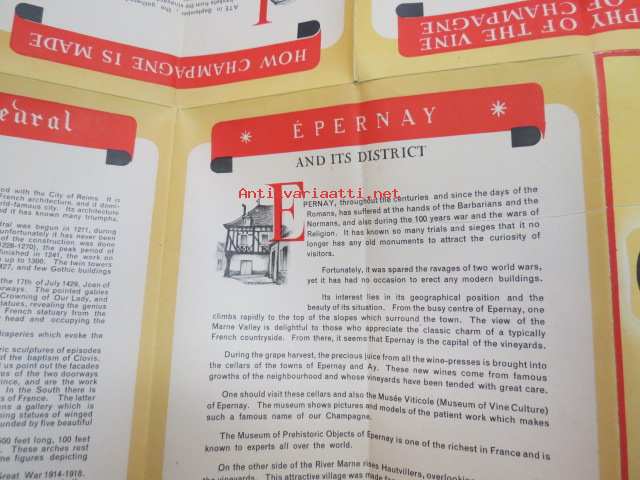 ATE in
HOW CHAMPAGNE IS MADE
PHY OF THE VINE
OF CHAMPAGNE
edral
ed with the City of Reims. It is
French architecture, and it domi-
orld-famous city. Its architecture
nd it has known many triumphs.
dral was begun in 1211, during
unfortunately it has never been
of the construction was done
1228-1270), the peak period of
finished in 1241, the work on
up to 1300. The twin towers
427, and few Gothic buildings
the 17th of July 1429, Joan of
orways. The pointed gables
Crowning of Our Lady, and
tatues, revealing the genius
French statuary from the
head and occupying the
draperies which evoke the
ric sculptures of episodes
of the baptism of Clovis.
d us point out the facades
es of the two doorways
ince, and are the work
In the South there is
s of France. The latter
ns a gallery which is
ning statues of winged
unded by five beautiful
500 feet long, 100 feet
These arches rest
me figures depicting
Great War 1914-1918.
ÉPERNAY
AND ITS DISTRICT
Antikvariaatti.net
EPERNAY, throughout the centuries and since the days of the
Romans, has suffered at the hands of the Barbarians and the
Normans, and also during the 100 years war and the wars of
Religion. It has known so many trials and sieges that it no
longer has any old monuments to attract the curiosity of
visitors.
Fortunately, it was spared the ravages of two world wars,
yet it has had no occasion to erect any modern buildings.
Its interest lies in its geographical position and the
beauty of its situation. From the busy centre of Epernay, one
climbs rapidly to the top of the slopes which surround the town. The view of the
Marne Valley is delightful to those who appreciate the classic charm of a typically
French countryside. From there, it seems that Epernay is the capital of the vineyards.
During the grape harvest, the precious juice from all the wine-presses is brought into
the cellars of the towns of Epernay and Ay. These new wines come from famous
growths of the neighbourhood and whose vineyards have been tended with great care.
One should visit these cellars and also the Musée Viticole (Museum of Vine Culture)
of Epernay. The museum shows pictures and models of the patient work which makes
such a famous name of our Champagne.
The Museum of Prehistoric Objects of Epernay is one of the richest in France and is
known to experts all over the world.
On the other side of the River Marne rises Hautvillers, overlooking
the vineyards. This attractive village was made